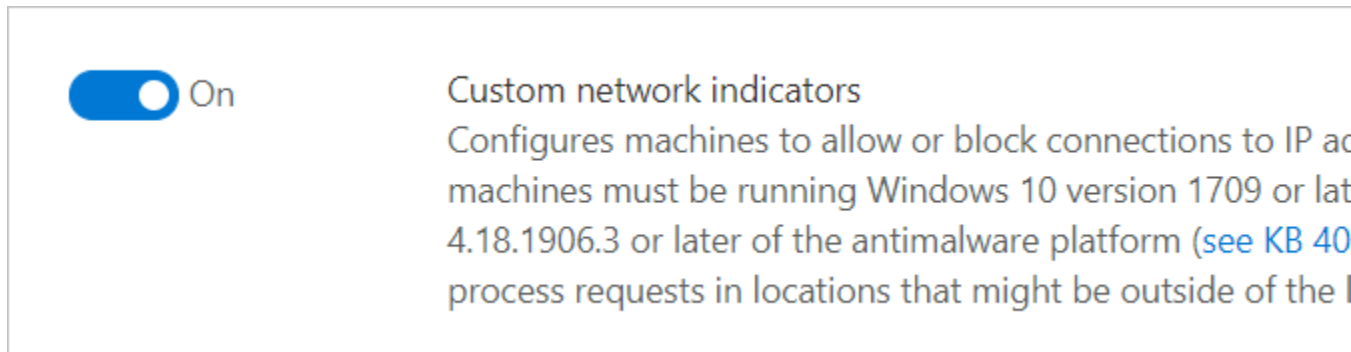 On
Custom network indicators
Configures machines to allow or block connections to IP
machines must be running Windows 10 version 1709 or
4.18.1906.3 or later of the antimalware platform (see KB
process requests in locations that might be outside of the